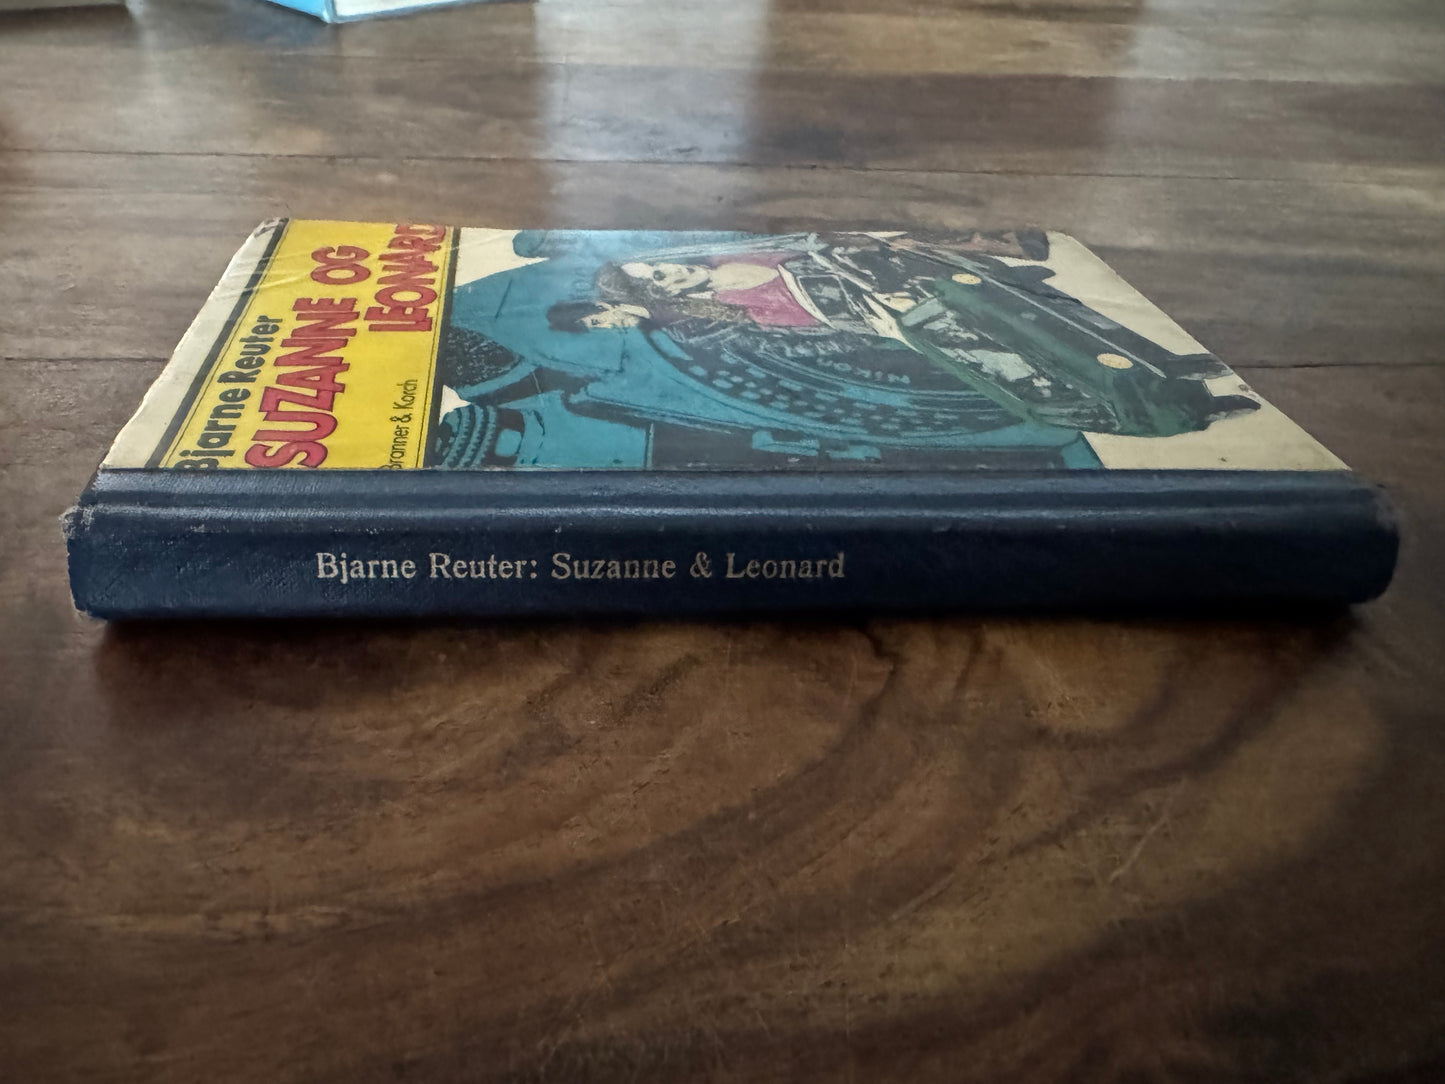 Bjarne Reuter
SUZANNE OG
LEONARD
Branner & Korch
Bjarne Reuter: Suzanne & Leonard